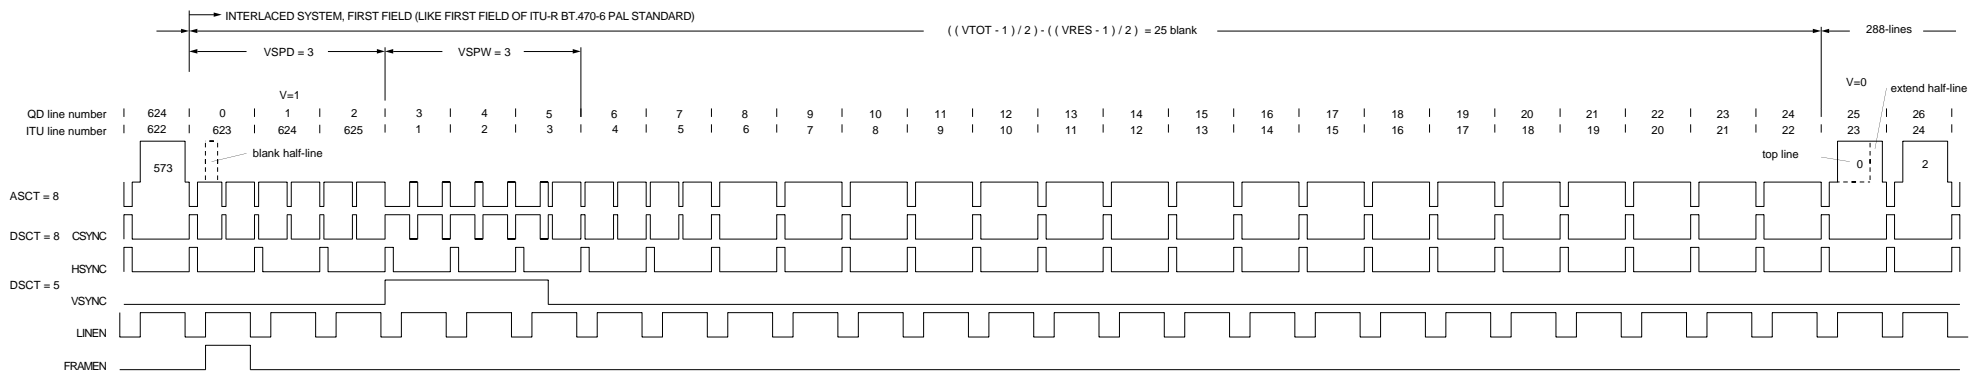 INTERLACED SYSTEM, FIRST FIELD (LIKE FIRST FIELD OF ITU-R BT.470-6 PAL STANDARD)
( ( VTOT - 1 ) / 2 ) - ( ( VRES - 1 ) / 2 ) = 25 blank
288-lines
VSPD = 3
VSPW = 3
V=1
V=0
extend half-line
QD line number 624 0 1 2 3 4 5 6 7 8 9 10 11 12 13 14 15 16 17 18 19 20 21 22 23 24 25 26
ITU line number 622 623 624 625 1 2 3 4 5 6 7 8 9 10 11 12 13 14 15 16 17 18 19 20 21 22 23 24
blank half-line
top line
573
0
2
ASCT = 8
DSCT = 8 CSYNC
HSYNC
DSCT = 5
VSYNC
LINEN
FRAMEN